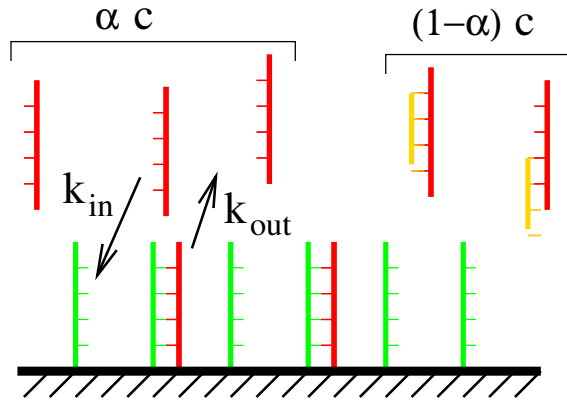 α c
(1−α) c
k_in
k_out